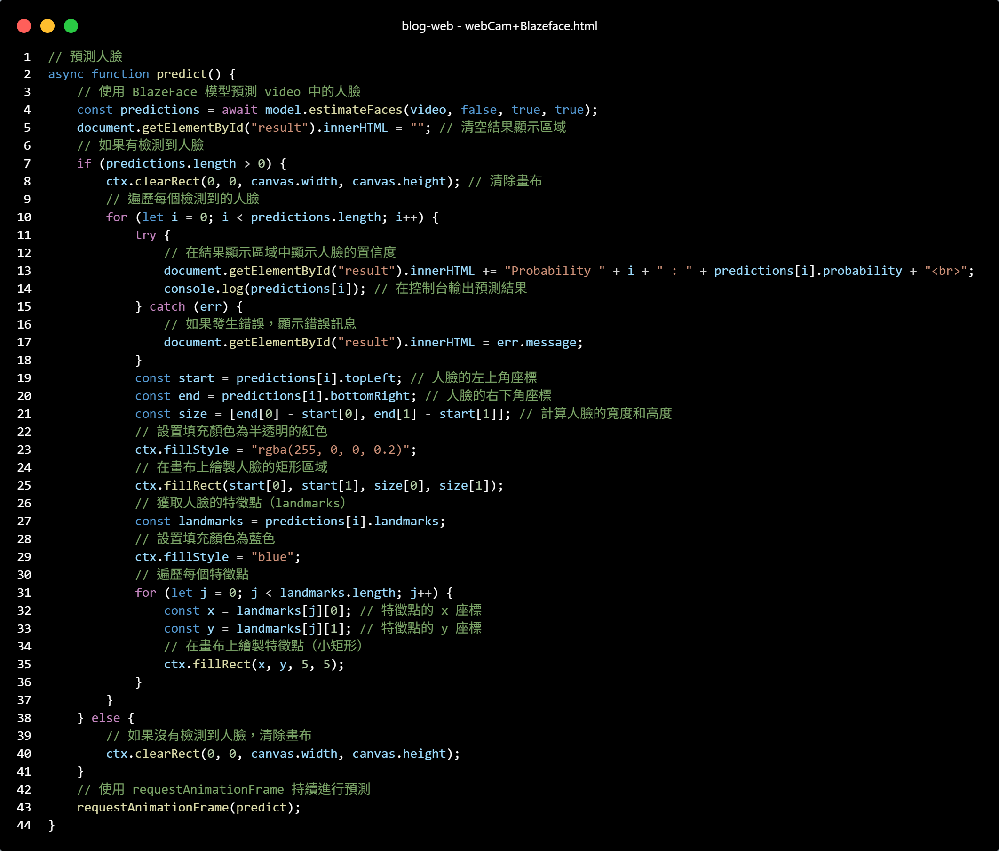 blog-web - webCam+Blazeface.html
1 // 預測人臉
2 async function predict() {
3     // 使用 BlazeFace 模型預測 video 中的人臉
4     const predictions = await model.estimateFaces(video, false, true, true);
5     document.getElementById("result").innerHTML = ""; // 清空結果顯示區域
6     // 如果有檢測到人臉
7     if (predictions.length > 0) {
8         ctx.clearRect(0, 0, canvas.width, canvas.height); // 清除畫布
9         // 遍歷每個檢測到的人臉
10         for (let i = 0; i < predictions.length; i++) {
11             try {
12                 // 在結果顯示區域中顯示人臉的置信度
13                 document.getElementById("result").innerHTML += "Probability " + i + " : " + predictions[i].probability + "<br>";
14                 console.log(predictions[i]); // 在控制台輸出預測結果
15             } catch (err) {
16                 // 如果發生錯誤，顯示錯誤訊息
17                 document.getElementById("result").innerHTML = err.message;
18             }
19             const start = predictions[i].topLeft; // 人臉的左上角座標
20             const end = predictions[i].bottomRight; // 人臉的右下角座標
21             const size = [end[0] - start[0], end[1] - start[1]]; // 計算人臉的寬度和高度
22             // 設置填充顏色為半透明的紅色
23             ctx.fillStyle = "rgba(255, 0, 0, 0.2)";
24             // 在畫布上繪製人臉的矩形區域
25             ctx.fillRect(start[0], start[1], size[0], size[1]);
26             // 獲取人臉的特徵點（landmarks）
27             const landmarks = predictions[i].landmarks;
28             // 設置填充顏色為藍色
29             ctx.fillStyle = "blue";
30             // 遍歷每個特徵點
31             for (let j = 0; j < landmarks.length; j++) {
32                 const x = landmarks[j][0]; // 特徵點的 x 座標
33                 const y = landmarks[j][1]; // 特徵點的 y 座標
34                 // 在畫布上繪製特徵點（小矩形）
35                 ctx.fillRect(x, y, 5, 5);
36             }
37         }
38     } else {
39         // 如果沒有檢測到人臉，清除畫布
40         ctx.clearRect(0, 0, canvas.width, canvas.height);
41     }
42     // 使用 requestAnimationFrame 持續進行預測
43     requestAnimationFrame(predict);
44 }